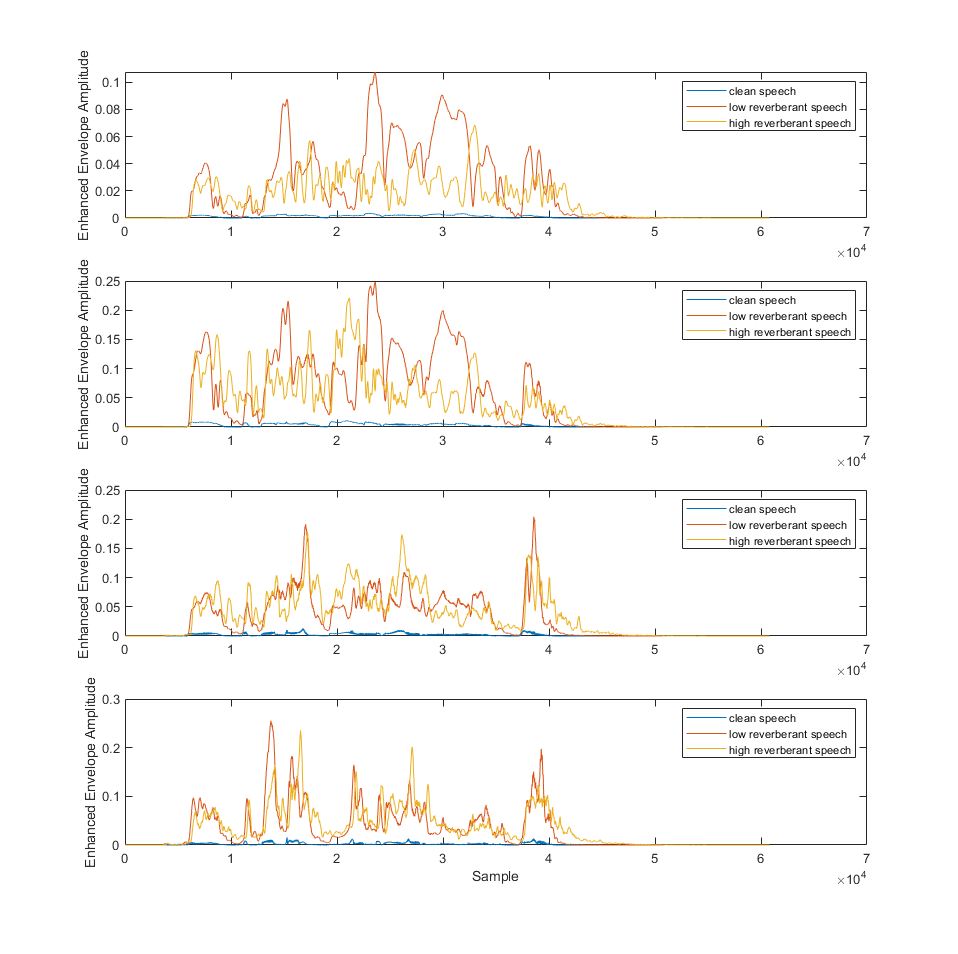 Enhanced Envelope Amplitude
0.1
0.08
0.06
0.04
0.02
0
clean speech
low reverberant speech
high reverberant speech
0 1 2 3 4 5 6 7
×10^4
Enhanced Envelope Amplitude
0.25
0.2
0.15
0.1
0.05
0
clean speech
low reverberant speech
high reverberant speech
0 1 2 3 4 5 6 7
×10^4
Enhanced Envelope Amplitude
0.25
0.2
0.15
0.1
0.05
0
clean speech
low reverberant speech
high reverberant speech
0 1 2 3 4 5 6 7
×10^4
Enhanced Envelope Amplitude
0.3
0.2
0.1
0
clean speech
low reverberant speech
high reverberant speech
0 1 2 3 4 5 6 7
Sample
×10^4